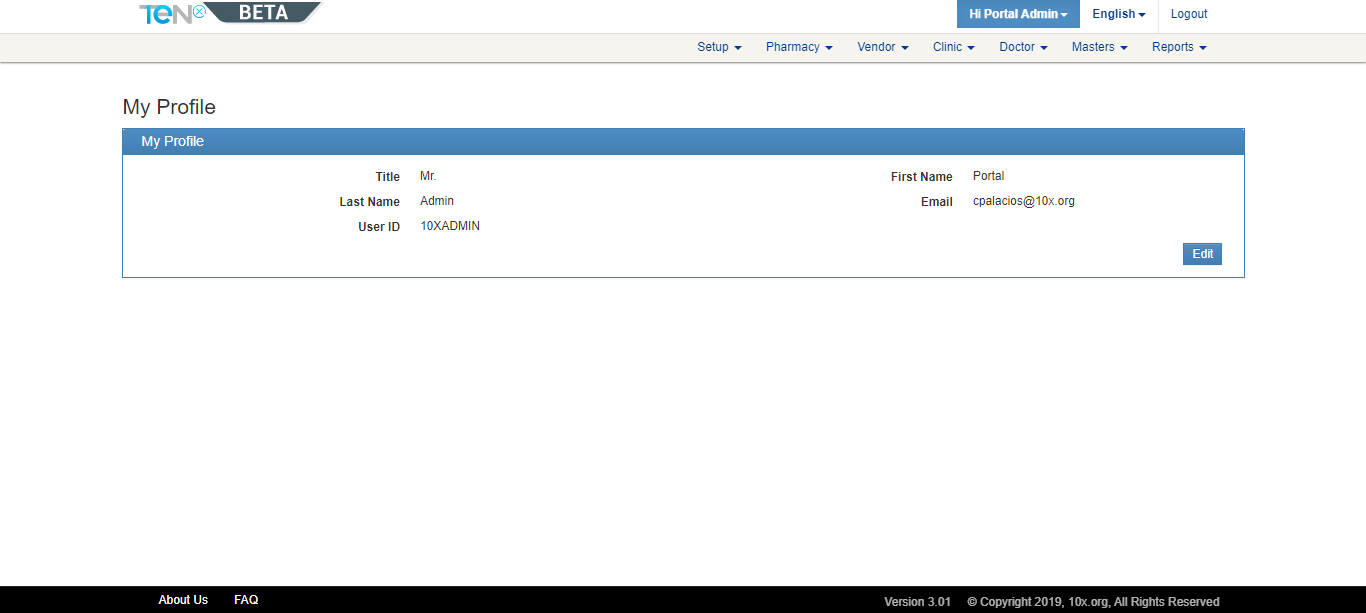 TeNx BETA Hi Portal Admin English Logout
Setup Pharmacy Vendor Clinic Doctor Masters Reports
My Profile
My Profile
Title Mr. First Name Portal
Last Name Admin Email cpalacios@10x.org
User ID 10XADMIN
Edit
About Us FAQ Version 3.01 © Copyright 2019, 10x.org, All Rights Reserved